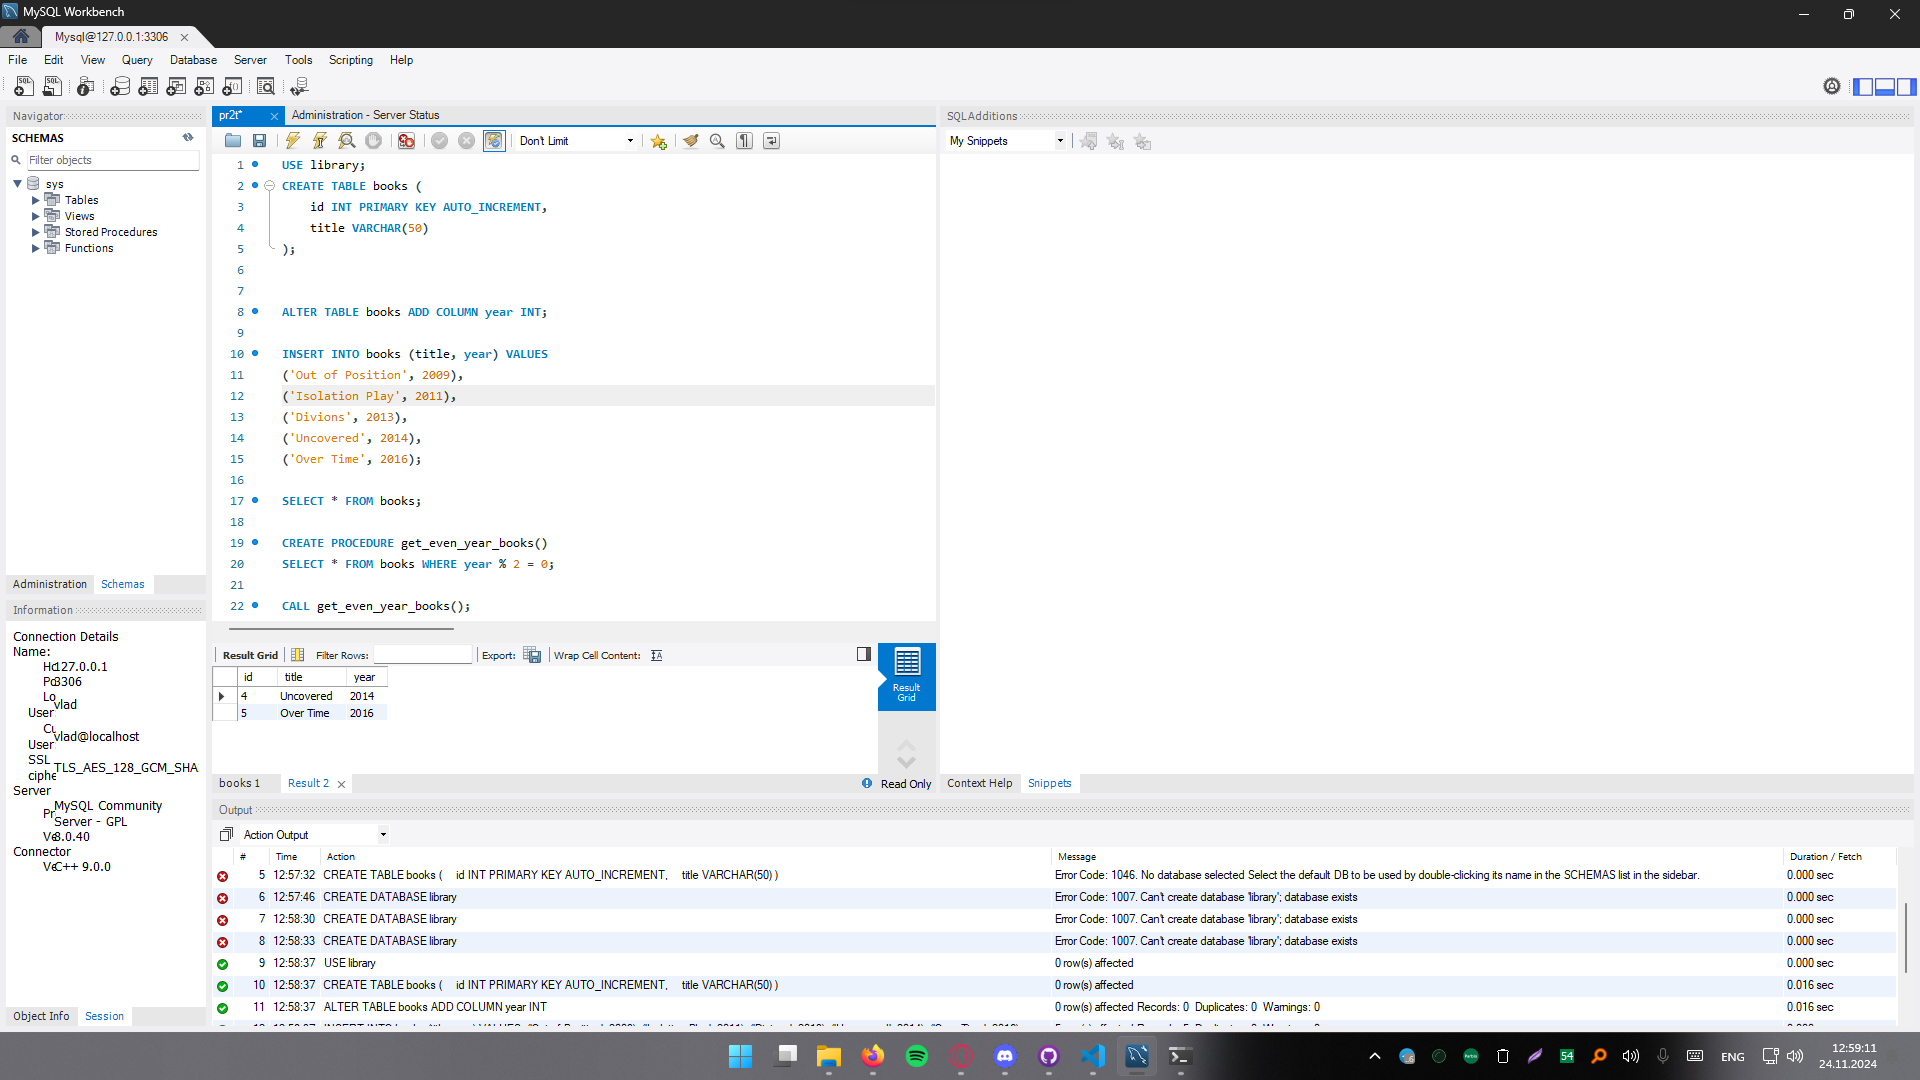 MySQL Workbench
Mysql@127.0.0.1:3306
File Edit View Query Database Server Tools Scripting Help
Navigator
SCHEMAS
Filter objects
sys
Tables
Views
Stored Procedures
Functions
Administration Schemas
Information
Connection Details
Name:
Hc127.0.0.1
Pc3306
Lo
vlad
User
Cu
vlad@localhost
User
SSL
TLS_AES_128_GCM_SHA
ciphe
Server
MySQL Community
Server - GPL
8.0.40
Connector
C++ 9.0.0
Object Info Session
pr2t* Administration - Server Status
Don't Limit
1 USE library;
2 CREATE TABLE books (
3 id INT PRIMARY KEY AUTO_INCREMENT,
4 title VARCHAR(50)
5 );
6
7
8 ALTER TABLE books ADD COLUMN year INT;
9
10 INSERT INTO books (title, year) VALUES
11 ('Out of Position', 2009),
12 ('Isolation Play', 2011),
13 ('Divions', 2013),
14 ('Uncovered', 2014),
15 ('Over Time', 2016);
16
17 SELECT * FROM books;
18
19 CREATE PROCEDURE get_even_year_books()
20 SELECT * FROM books WHERE year % 2 = 0;
21
22 CALL get_even_year_books();
Result Grid Filter Rows: Export: Wrap Cell Content:
id title year
4 Uncovered 2014
5 Over Time 2016
Result
Grid
books 1 Result 2 Read Only
SQLAdditions
My Snippets
Context Help Snippets
Output
Action Output
# Time Action Message Duration / Fetch
5 12:57:32 CREATE TABLE books ( id INT PRIMARY KEY AUTO_INCREMENT, title VARCHAR(50) ) Error Code: 1046. No database selected Select the default DB to be used by double-clicking its name in the SCHEMAS list in the sidebar. 0.000 sec
6 12:57:46 CREATE DATABASE library Error Code: 1007. Can't create database 'library'; database exists 0.000 sec
7 12:58:30 CREATE DATABASE library Error Code: 1007. Can't create database 'library'; database exists 0.000 sec
8 12:58:33 CREATE DATABASE library Error Code: 1007. Can't create database 'library'; database exists 0.000 sec
9 12:58:37 USE library 0 row(s) affected 0.000 sec
10 12:58:37 CREATE TABLE books ( id INT PRIMARY KEY AUTO_INCREMENT, title VARCHAR(50) ) 0 row(s) affected 0.016 sec
11 12:58:37 ALTER TABLE books ADD COLUMN year INT 0 row(s) affected Records: 0 Duplicates: 0 Warnings: 0 0.016 sec
54 ENG 12:59:11
24.11.2024